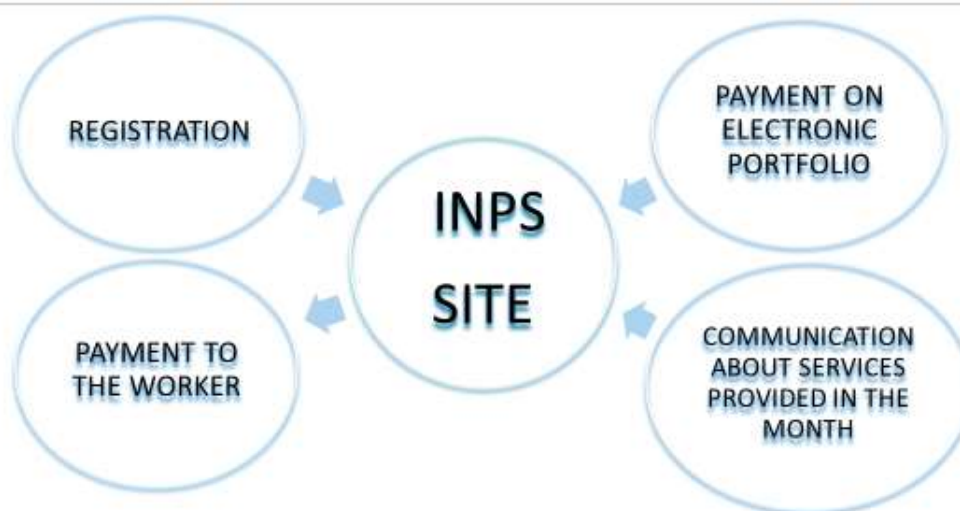 REGISTRATION
PAYMENT ON
ELECTRONIC
PORTFOLIO
INPS
SITE
PAYMENT TO
THE WORKER
COMMUNICATION
ABOUT SERVICES
PROVIDED IN THE
MONTH